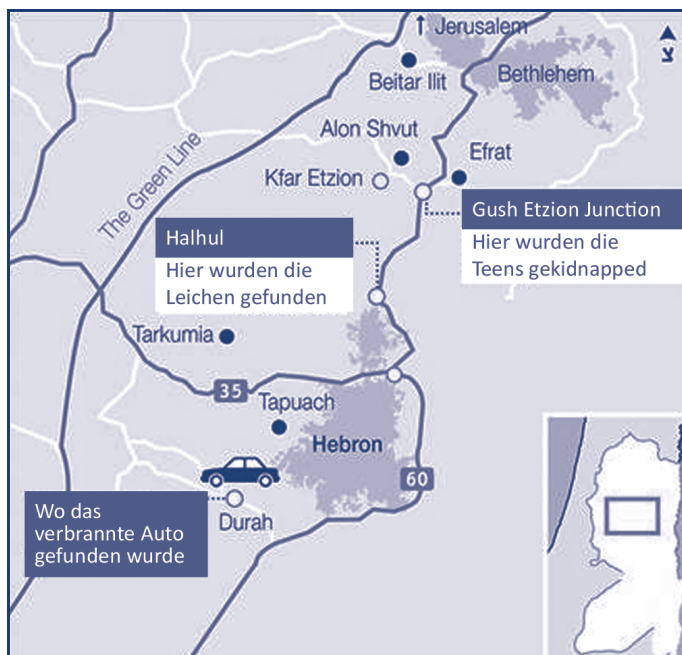 ↑ Jerusalem
Beitar Ilit
Bethlehem
Alon Shvut
Efrat
Kfar Etzion
The Green Line
Gush Etzion Junction
Hier wurden die
Teens gekidnapped
Halhul
Hier wurden die
Leichen gefunden
Tarkumia
35
Tapuach
Hebron
60
Wo das
verbrannte Auto
gefunden wurde
Durah